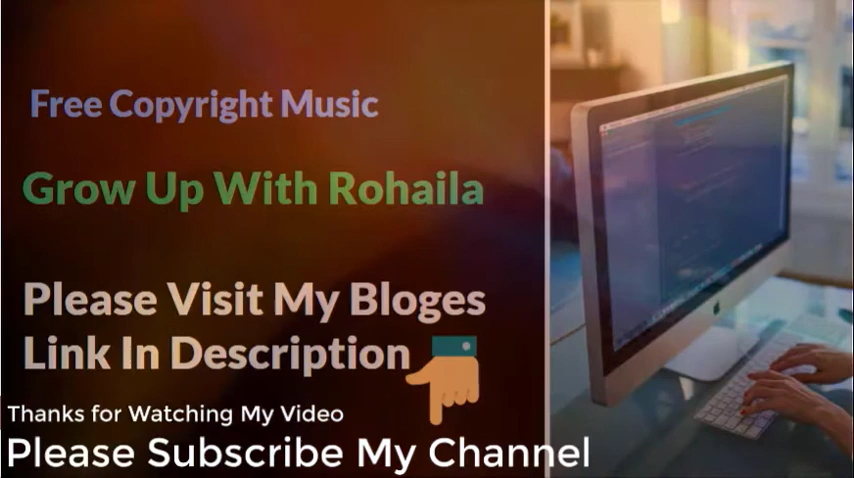 Free Copyright Music
Grow Up With Rohaila
Please Visit My Bloges
Link In Description
Thanks for Watching My Video
Please Subscribe My Channel